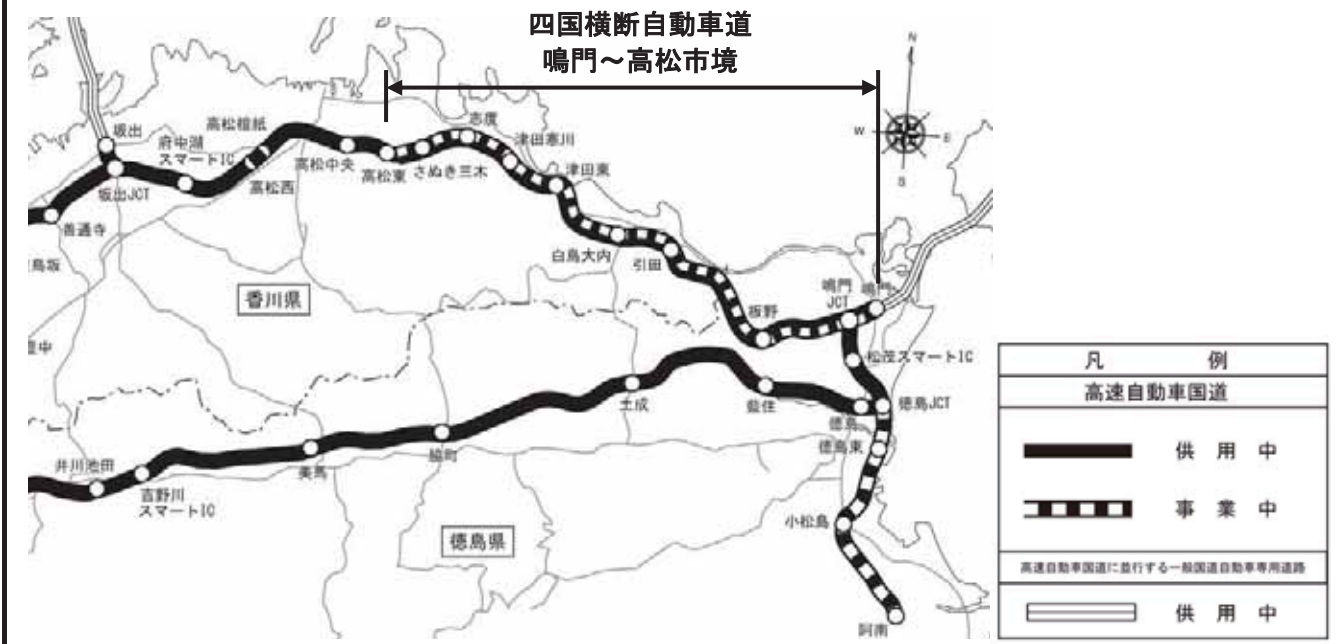 四国横断自動車道
鳴門～高松市境
N
W
E
S
坂出
府中湖
スマートIC
高松檀紙
高松中央
志度
津田寒川
津田東
坂出JCT
高松西
高松東
さぬき三木
善通寺
鳥坂
白鳥大内
引田
香川県
鳴門
JCT
鳴門
板野
豊中
松茂スマートIC
土成
藍住
徳島JCT
徳島
徳島東
井川池田
美馬
脇町
吉野川
スマートIC
小松島
徳島県
阿南
凡 例
高速自動車国道
供 用 中
事 業 中
高速自動車国道に並行する一般国道自動車専用道路
供 用 中